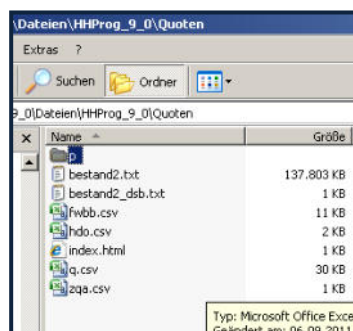 \Dateien\HHProg_9_0\Quoten
Extras ?
Suchen Ordner
9_0\Dateien\HHProg_9_0\Quoten
Name Größe
p
bestand2.txt 137.803 KB
bestand2_dsb.txt 1 KB
fwbb.csv 11 KB
hdo.csv 2 KB
index.html 1 KB
q.csv 30 KB
zqa.csv 1 KB
Typ: Microsoft Office Exce
Geändert am: 06.09.2011